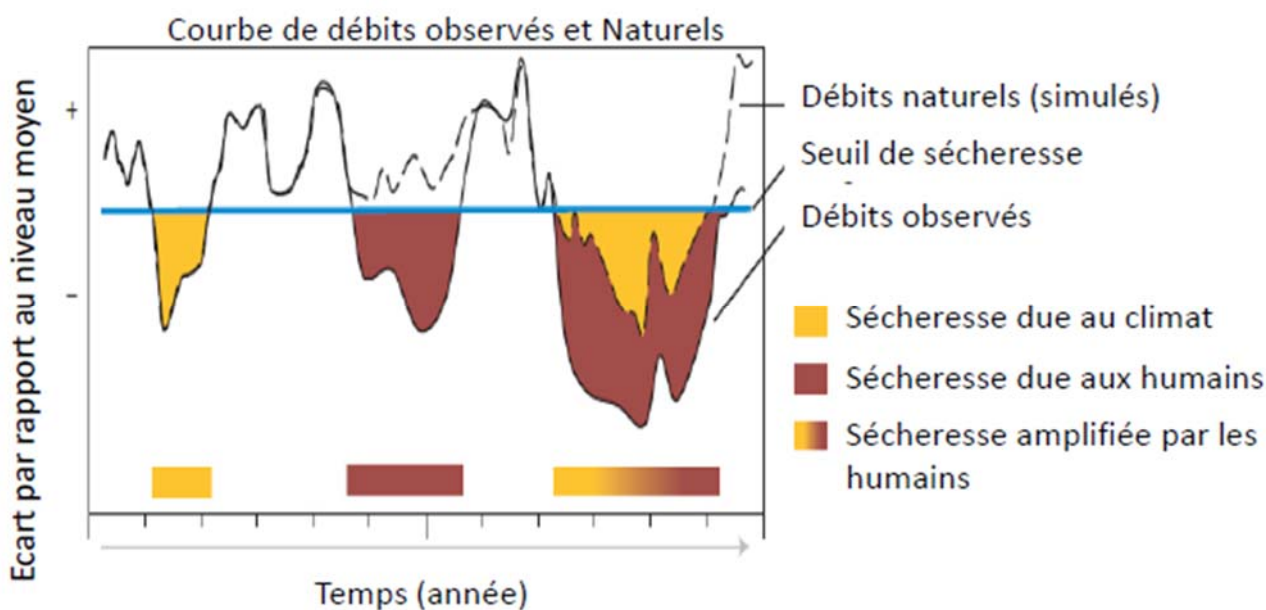 Courbe de débits observés et Naturels
Ecart par rapport au niveau moyen
+
-
Débits naturels (simulés)
Seuil de sécheresse
-
Débits observés
Sécheresse due au climat
Sécheresse due aux humains
Sécheresse amplifiée par les
humains
Temps (année)